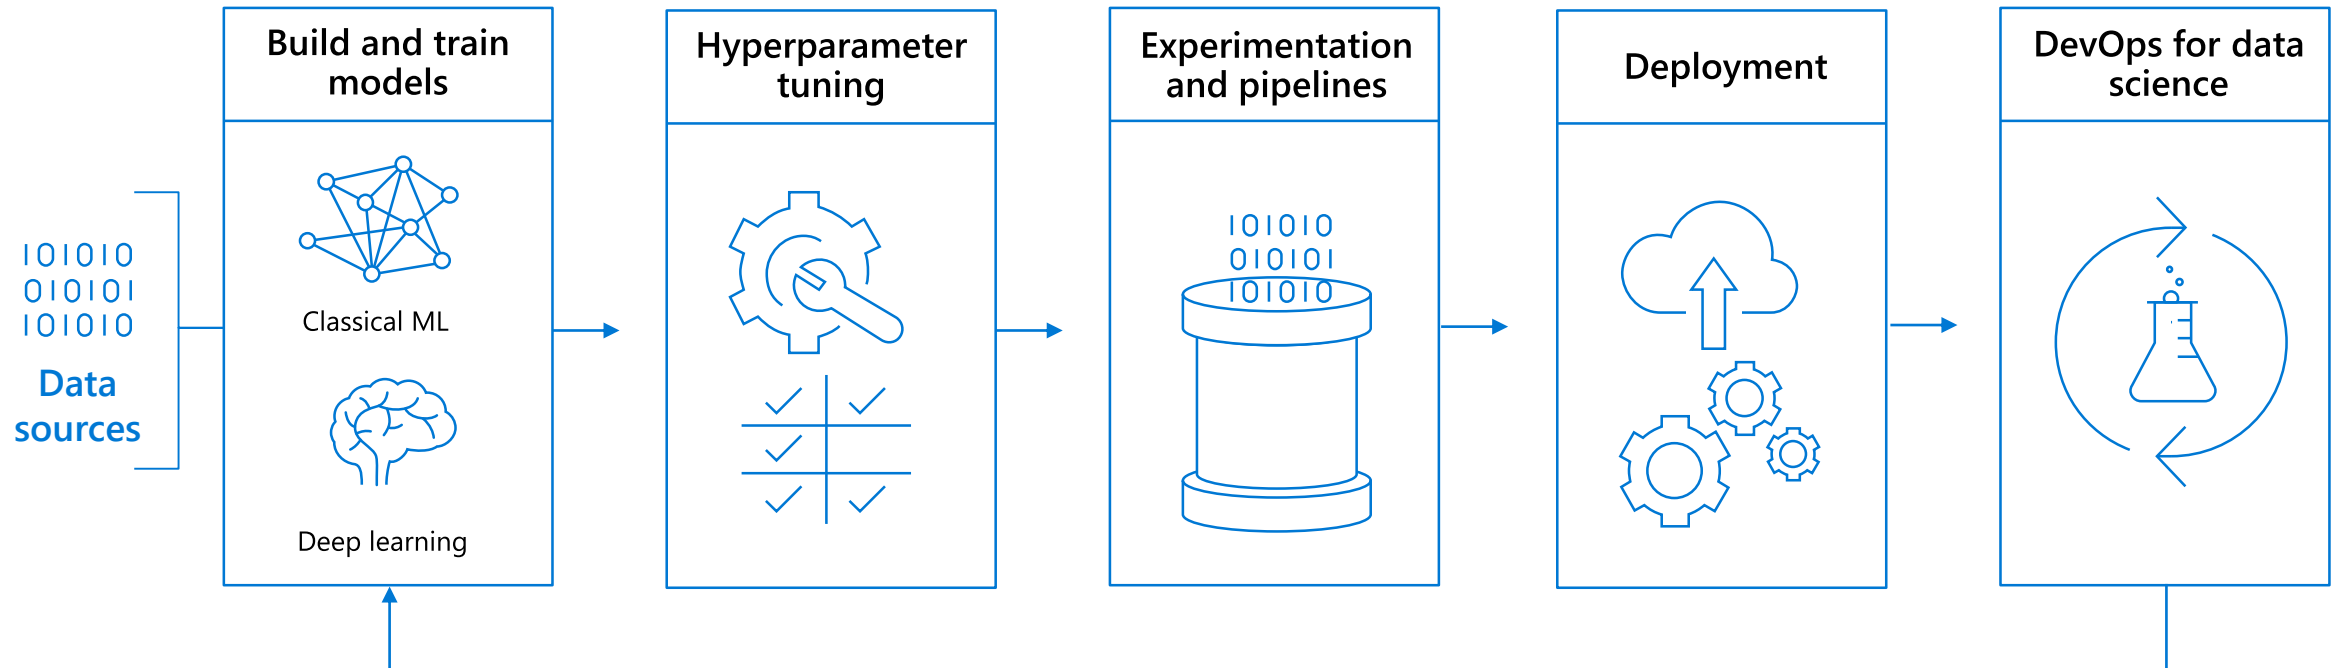 Build and train
models
Hyperparameter
tuning
Experimentation
and pipelines
Deployment
DevOps for data
science
101010
010101
101010
Data
sources
Classical ML
Deep learning
101010
010101
101010